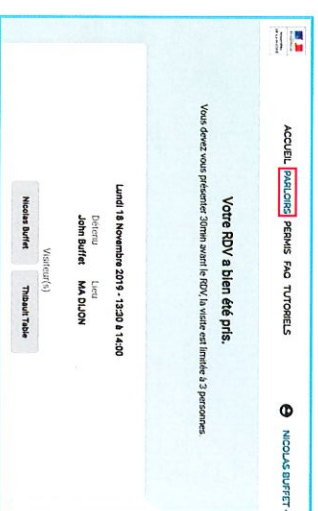 ACCUEIL PARLOIRS PERMIS FAQ TUTORIELS NICOLAS BUFFET
Votre RDV a bien été pris.
Vous devez vous présenter 30min avant le RDV, la visite est limitée à 3 personnes.
Lundi 18 Novembre 2019 - 13:30 à 14:00
Détenu Lieu
John Buffet MA DIJON
Visiteur(s)
Nicolas Buffet Thibault Table